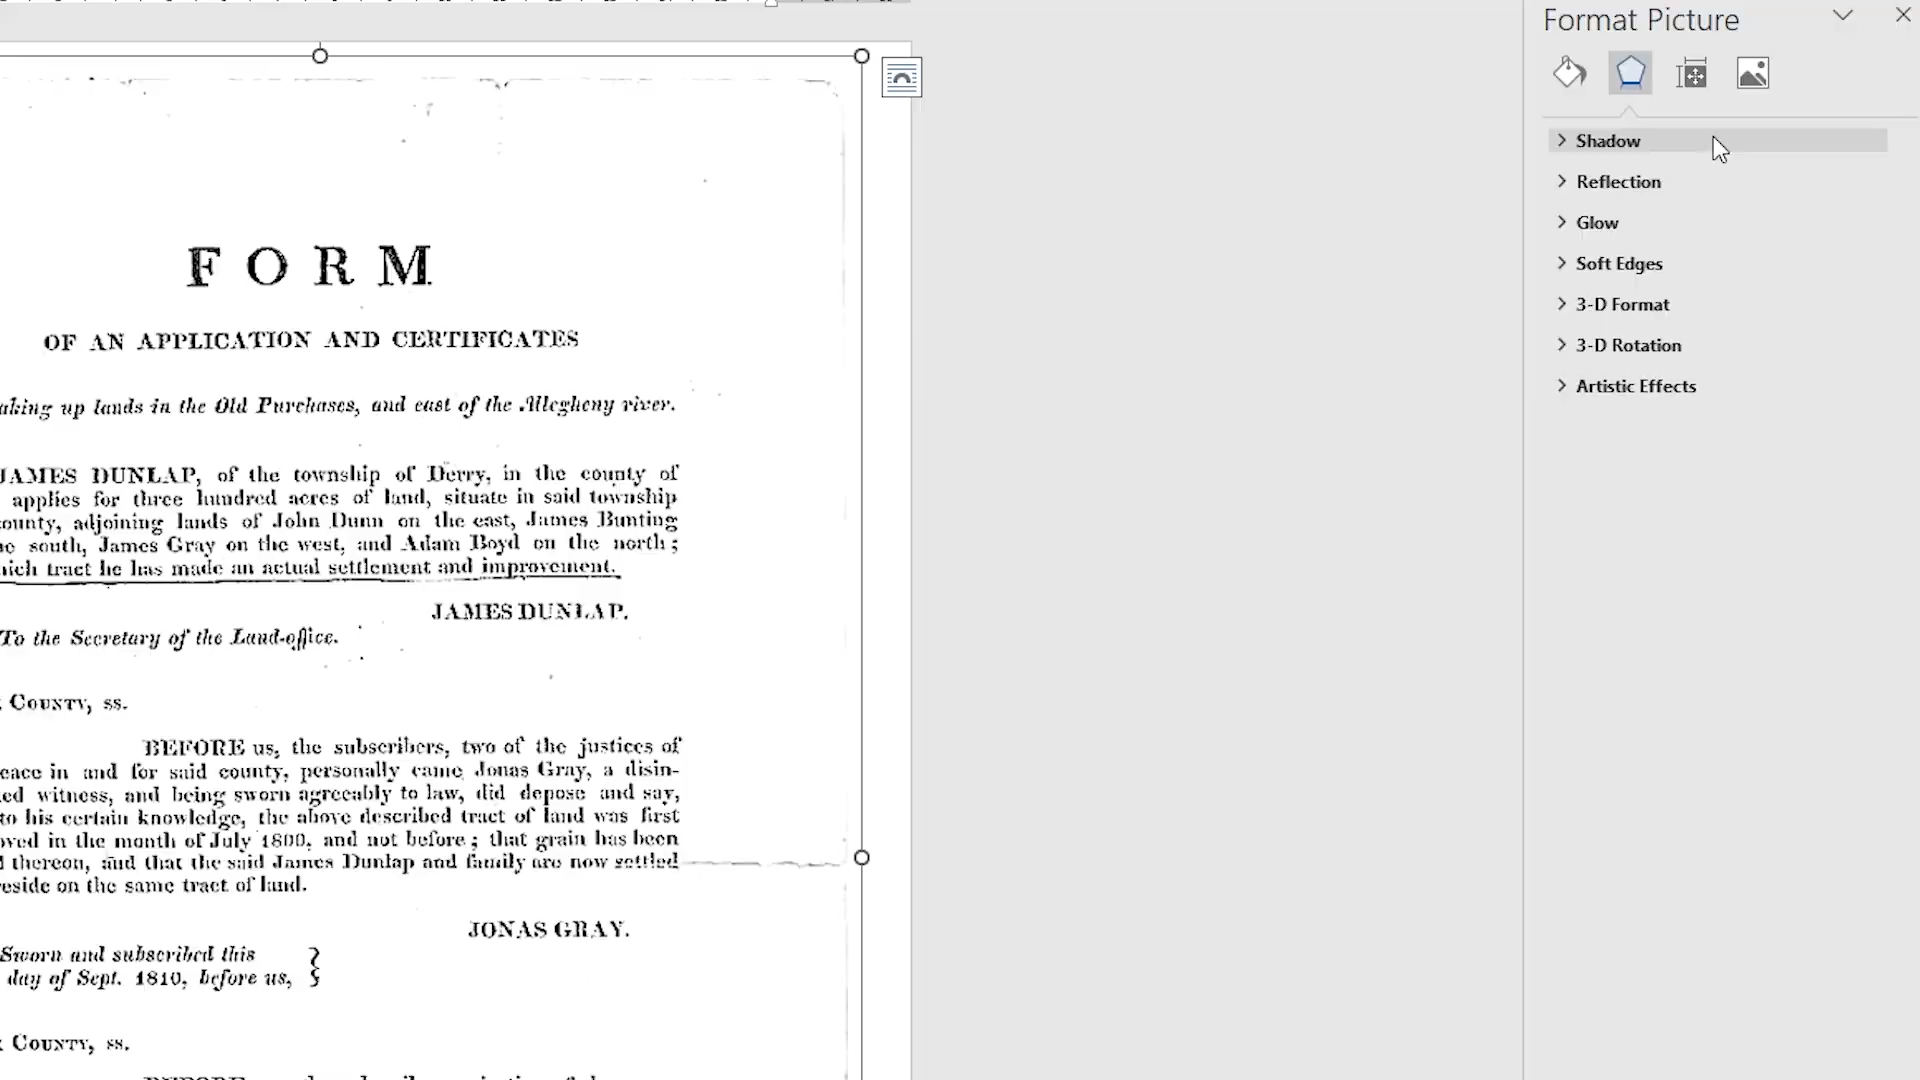 Format Picture
Shadow
Reflection
Glow
Soft Edges
3-D Format
3-D Rotation
Artistic Effects
FORM
OF AN APPLICATION AND CERTIFICATES
aking up lands in the Old Purchases, and east of the Allegheny river.
JAMES DUNLAP, of the township of Derry, in the county of
applies for three hundred acres of land, situate in said township
ounty, adjoining lands of John Dunn on the east, James Bunting
he south, James Gray on the west, and Adam Boyd on the north;
hich tract he has made an actual settlement and improvement.
JAMES DUNLAP.
To the Secretary of the Land-office.
COUNTY, ss.
BEFORE us, the subscribers, two of the justices of
eace in and for said county, personally came Jonas Gray, a disin-
ed witness, and being sworn agreeably to law, did depose and say,
to his certain knowledge, the above described tract of land was first
oved in the month of July 1800, and not before; that grain has been
thereon, and that the said James Dunlap and family are now settled
eside on the same tract of land.
JONAS GRAY.
Sworn and subscribed this
day of Sept. 1810, before us,
COUNTY, ss.